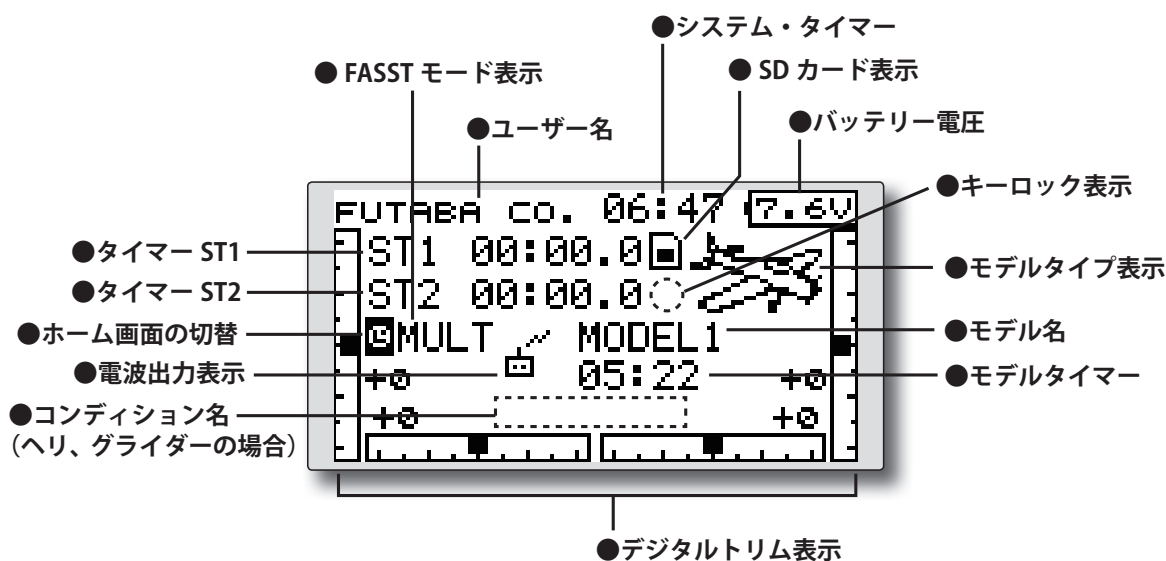 ●システム・タイマー
● SD カード表示
● FASST モード表示
●ユーザー名
●バッテリー電圧
●キーロック表示
FUTABA CO. 06:47 7.6V
●タイマー ST1
ST1 00:00.0
●モデルタイプ表示
●タイマー ST2
ST2 00:00.0
●ホーム画面の切替
MULT MODEL1
●モデル名
●電波出力表示
05:22
●モデルタイマー
+0 +0
●コンディション名
(ヘリ、グライダーの場合)
+0 +0
●デジタルトリム表示